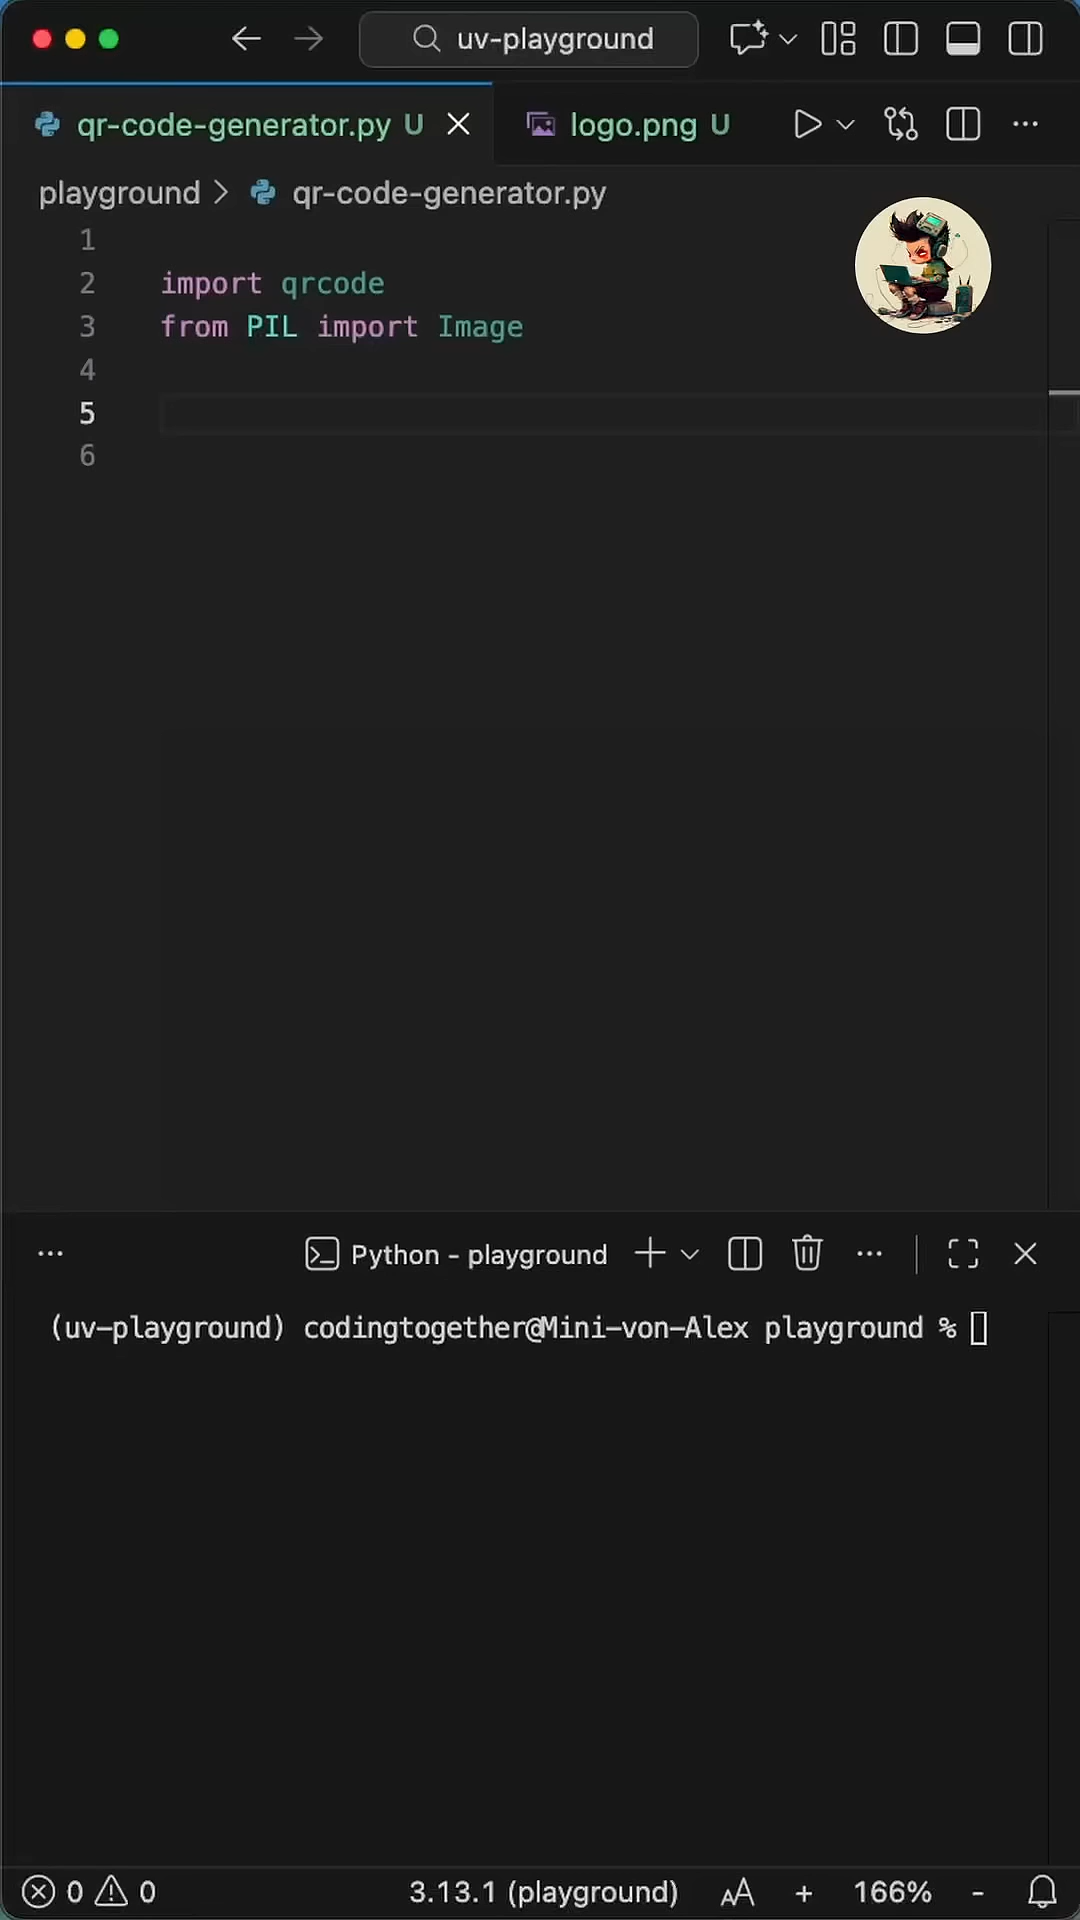 uv-playground
qr-code-generator.py U
logo.png U
playground > qr-code-generator.py
1
2 import qrcode
3 from PIL import Image
4
5
6
Python - playground
(uv-playground) codingtogether@Mini-von-Alex playground %
0 0 3.13.1 (playground) AA + 166% -